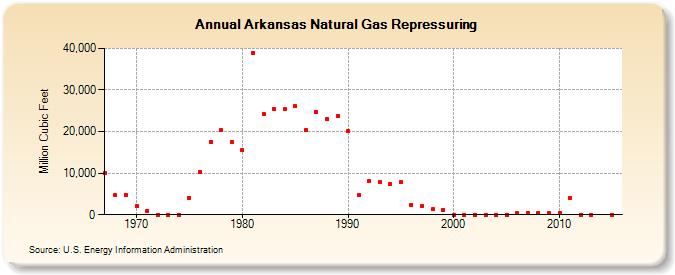 Annual Arkansas Natural Gas Repressuring
Million Cubic Feet
40,000
30,000
20,000
10,000
0
1970 1980 1990 2000 2010
Source: U.S. Energy Information Administration